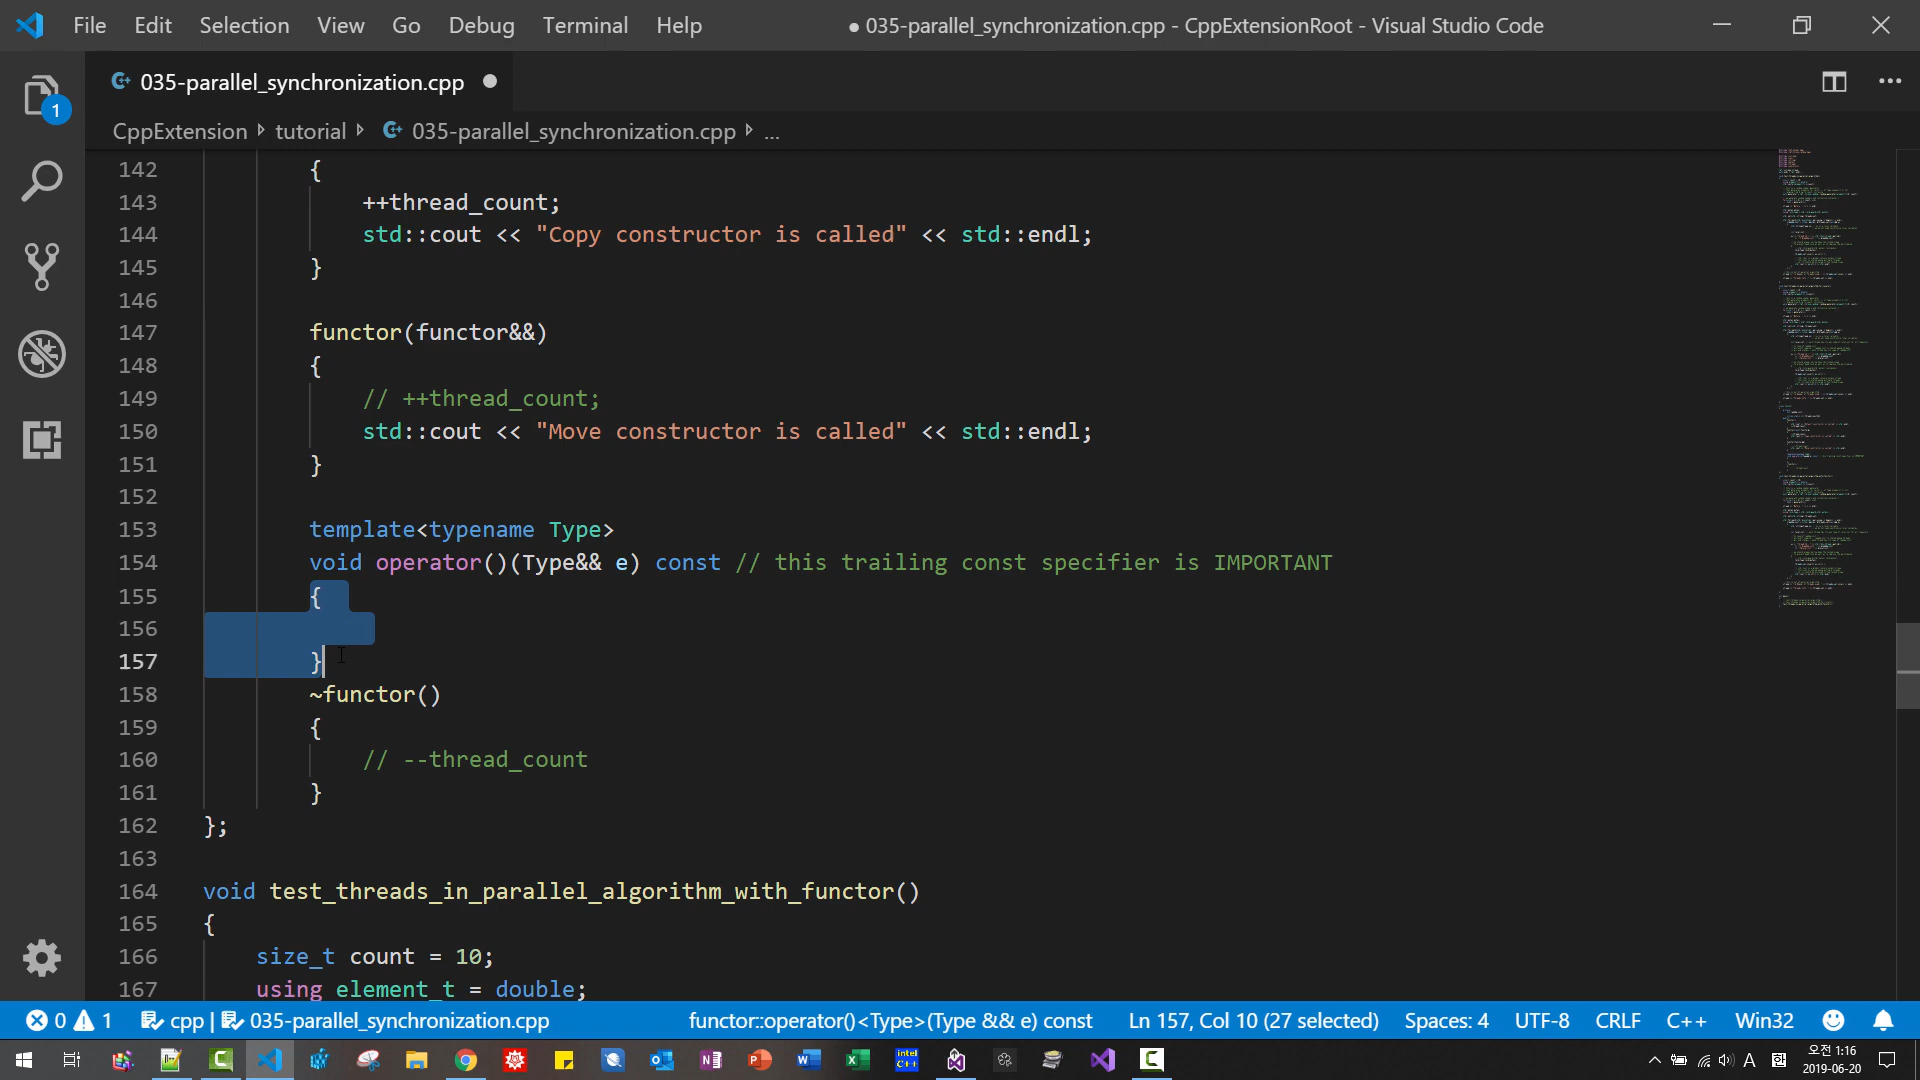 File Edit Selection View Go Debug Terminal Help ● 035-parallel_synchronization.cpp - CppExtensionRoot - Visual Studio Code
1
035-parallel_synchronization.cpp
CppExtension tutorial 035-parallel_synchronization.cpp ...
142 {
143 ++thread_count;
144 std::cout << "Copy constructor is called" << std::endl;
145 }
146
147 functor(functor&&)
148 {
149 // ++thread_count;
150 std::cout << "Move constructor is called" << std::endl;
151 }
152
153 template<typename Type>
154 void operator()(Type&& e) const // this trailing const specifier is IMPORTANT
155 {
156
157 }
158 ~functor()
159 {
160 // --thread_count
161 }
162 };
163
164 void test_threads_in_parallel_algorithm_with_functor()
165 {
166 size_t count = 10;
167 using element_t = double;
0 1 cpp | 035-parallel_synchronization.cpp functor::operator()<Type>(Type && e) const Ln 157, Col 10 (27 selected) Spaces: 4 UTF-8 CRLF C++ Win32
intel C++ A 오전 1:16
2019-06-20